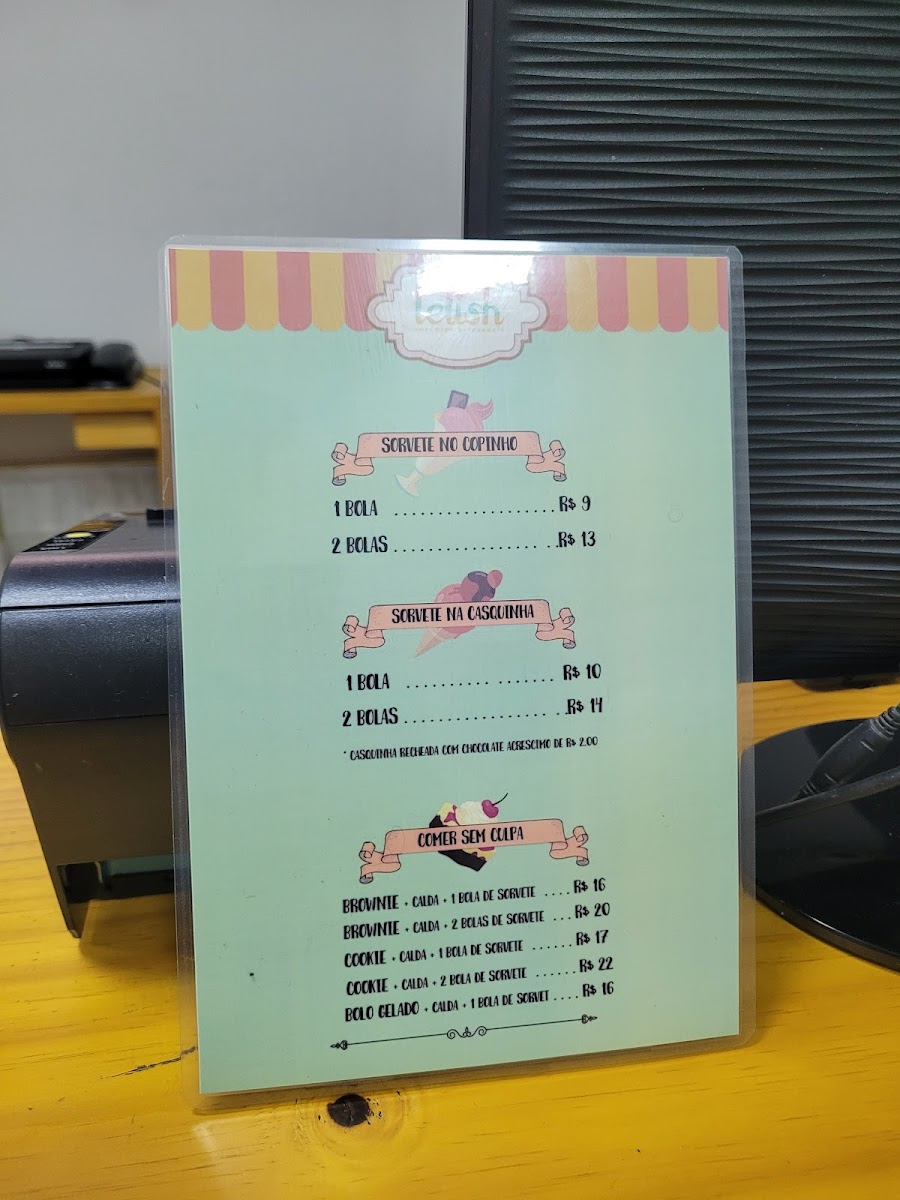 SORVETE NO COPINHO
1 BOLA ................... R$ 9
2 BOLAS ................... R$ 13
SORVETE NA CASQUINHA
1 BOLA ................. R$ 10
2 BOLAS ................. R$ 14
* CASQUINHA RECHEADA COM CHOCOLATE ACRESCIMO DE R$ 2.00
COMER SEM CULPA
BROWNIE + CALDA + 1 BOLA DE SORVETE .... R$ 16
BROWNIE + CALDA + 2 BOLAS DE SORVETE ... R$ 20
COOKIE + CALDA + 1 BOLA DE SORVETE ...... R$ 17
COOKIE + CALDA + 2 BOLA DE SORVETE ...... R$ 22
BOLO GELADO + CALDA + 1 BOLA DE SORVET .... R$ 16